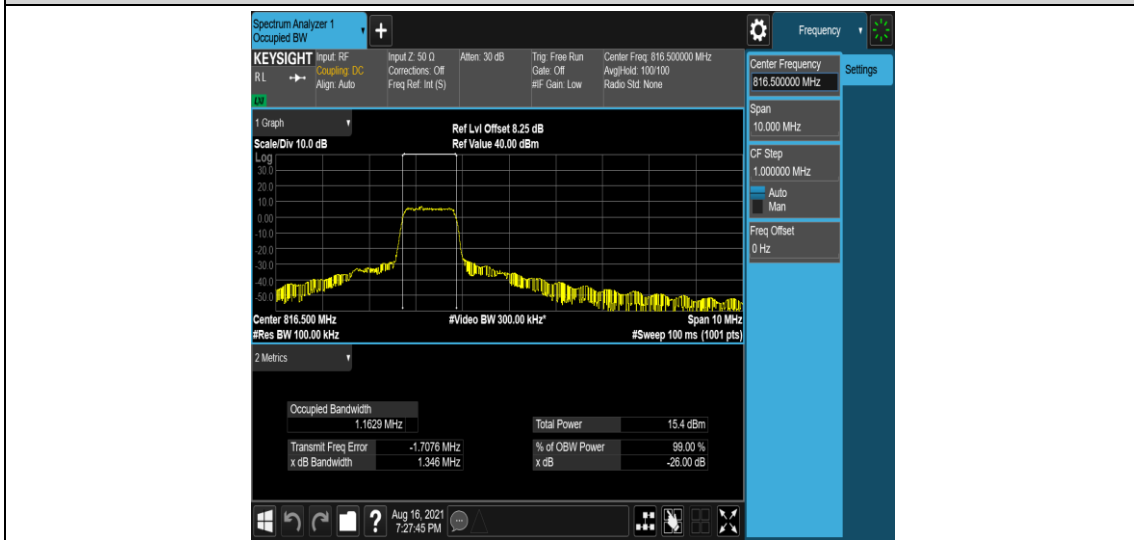 Spectrum Analyzer 1
Occupied BW
Frequency
KEYSIGHT
RL
LXI
Input: RF
Coupling: DC
Align: Auto
Input Z: 50 Ω
Corrections: Off
Freq Ref: Int (S)
Atten: 30 dB
Trig: Free Run
Gate: Off
#IF Gain: Low
Center Freq: 816.500000 MHz
Avg|Hold: 100/100
Radio Std: None
Center Frequency
816.500000 MHz
Settings
Span
10.000 MHz
CF Step
1.000000 MHz
Auto
Man
Freq Offset
0 Hz
1 Graph
Ref Lvl Offset 8.25 dB
Scale/Div 10.0 dB
Ref Value 40.00 dBm
Log
30.0
20.0
10.0
0.00
-10.0
-20.0
-30.0
-40.0
-50.0
Center 816.500 MHz
#Video BW 300.00 kHz*
Span 10 MHz
#Res BW 100.00 kHz
#Sweep 100 ms (1001 pts)
2 Metrics
Occupied Bandwidth
1.1629 MHz
Total Power 15.4 dBm
Transmit Freq Error -1.7076 MHz
% of OBW Power 99.00 %
x dB Bandwidth 1.346 MHz
x dB -26.00 dB
?
Aug 16, 2021
7:27:45 PM